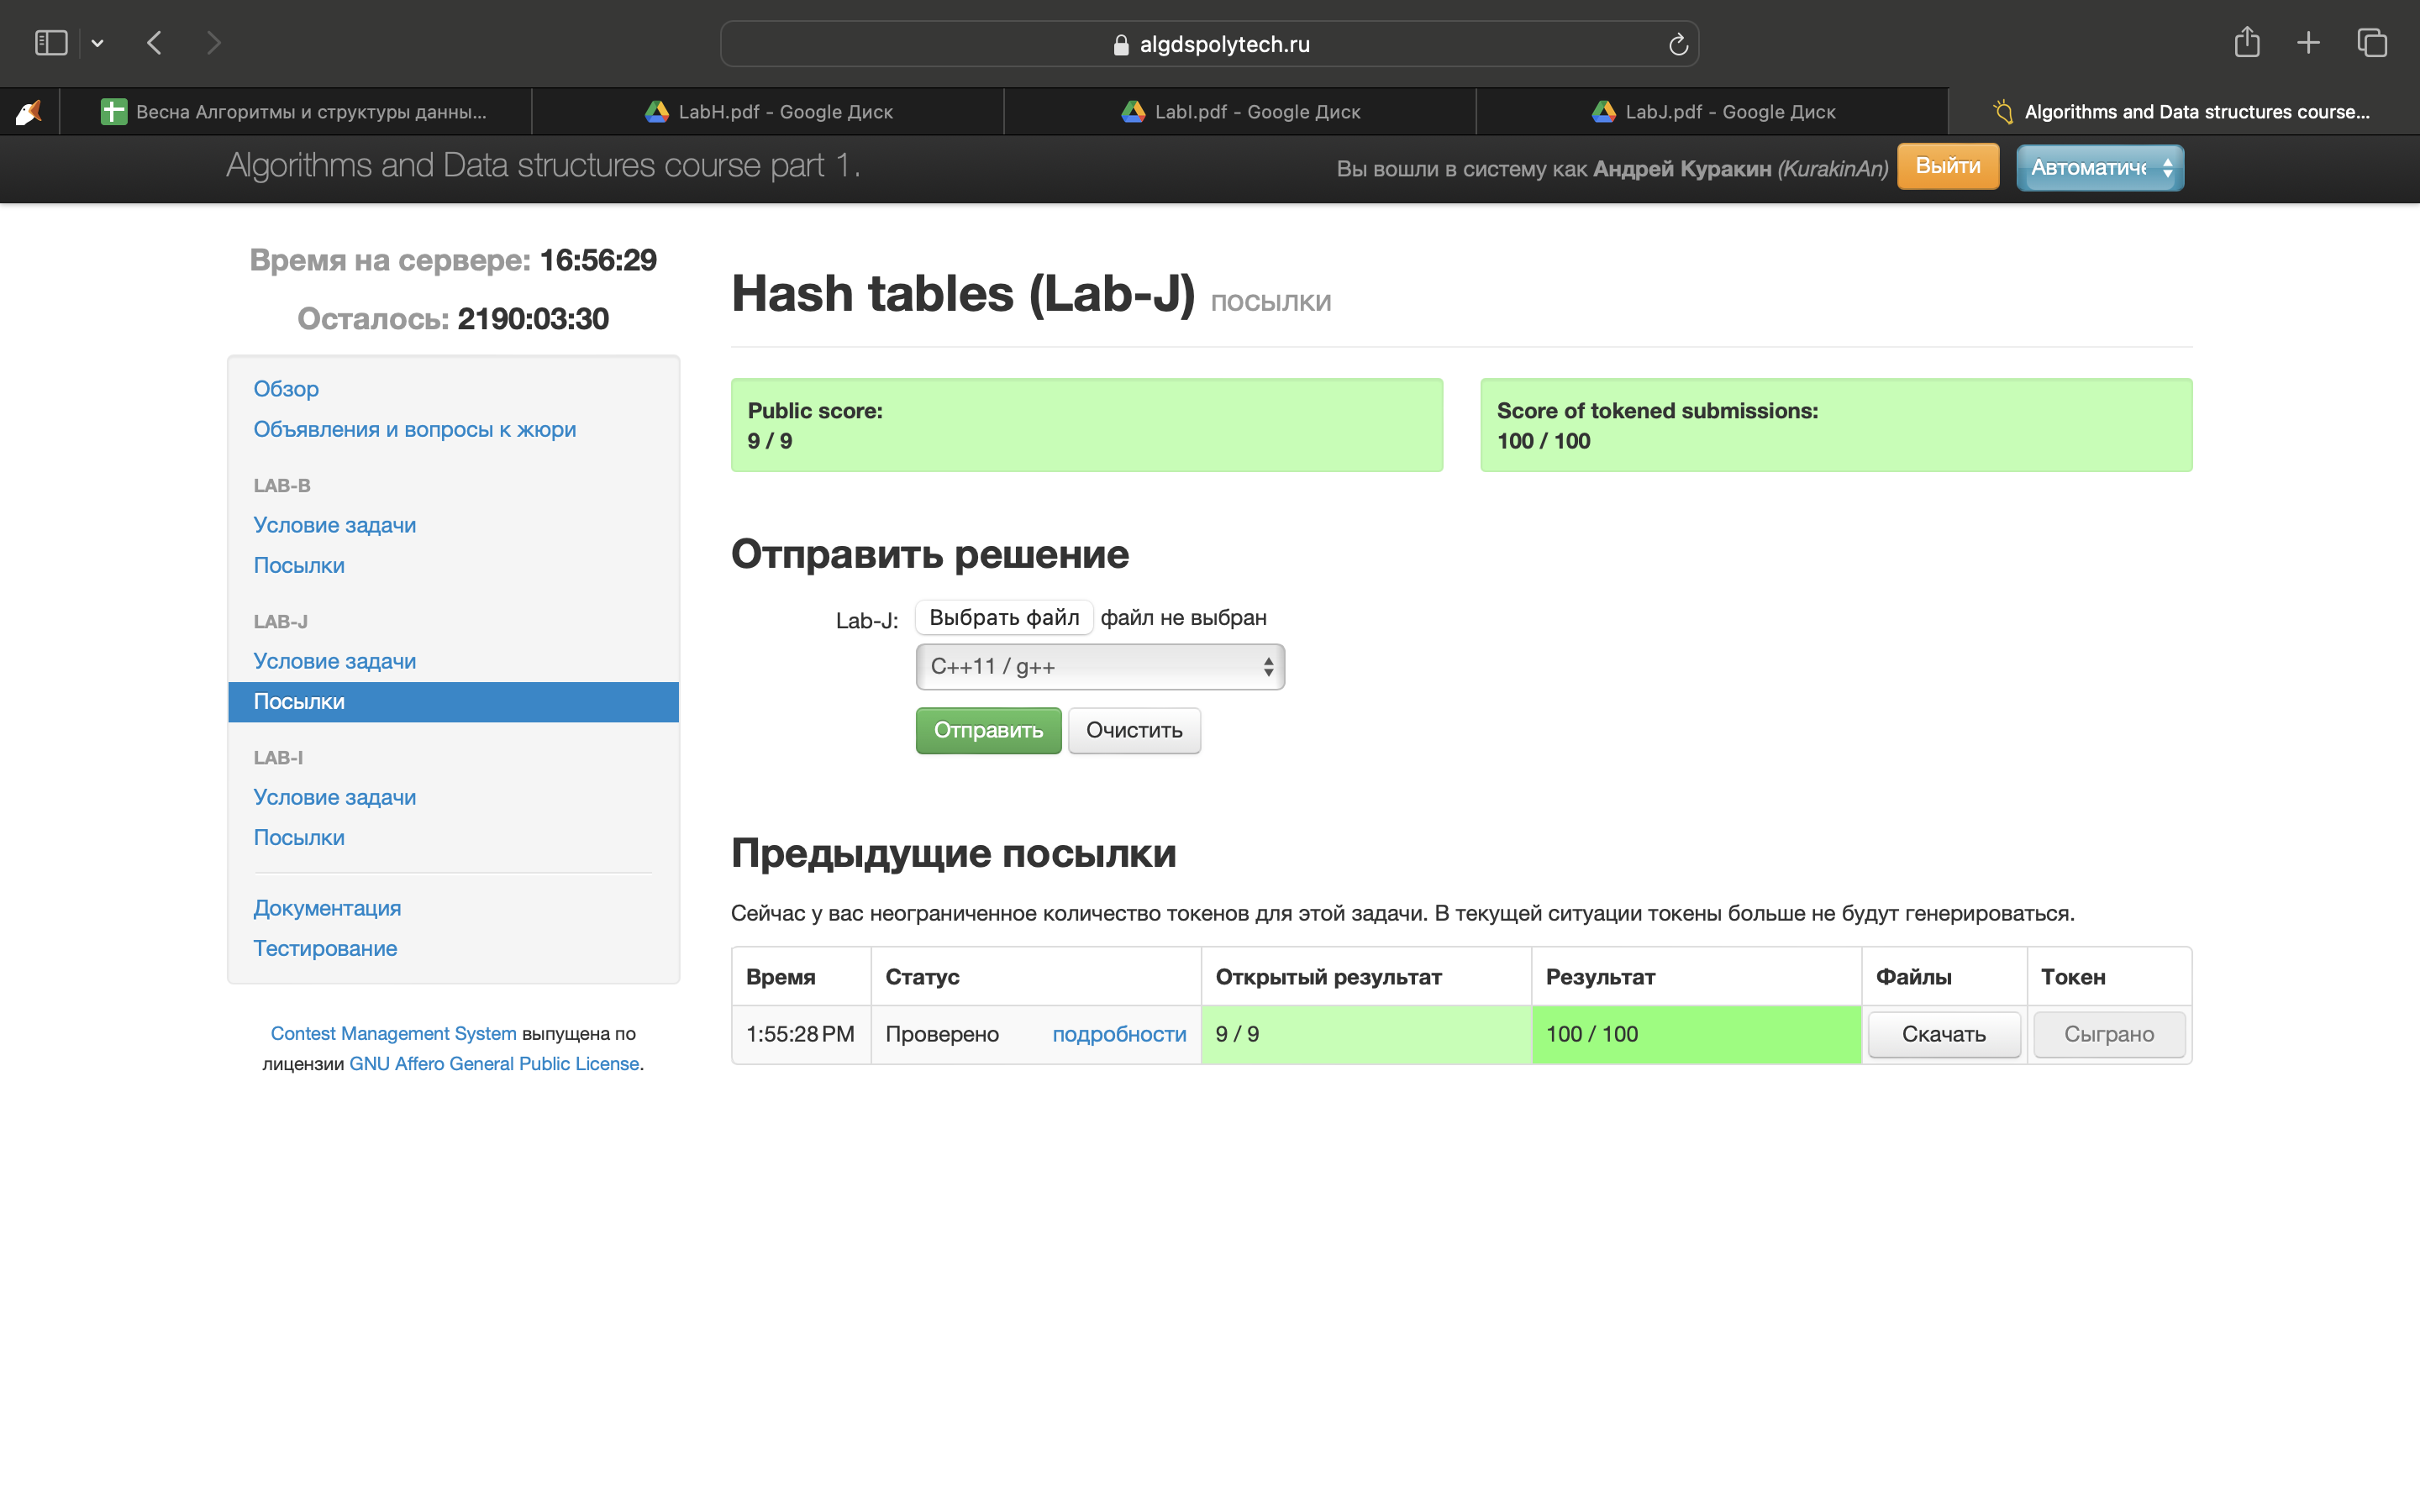 algdspolytech.ru
Весна Алгоритмы и структуры данны...
LabH.pdf - Google Диск
LabI.pdf - Google Диск
LabJ.pdf - Google Диск
Algorithms and Data structures course...
Algorithms and Data structures course part 1.
Вы вошли в систему как Андрей Куракин (KurakinAn)
Выйти
Автоматиче
Время на сервере: 16:56:29
Осталось: 2190:03:30
Обзор
Объявления и вопросы к жюри
LAB-B
Условие задачи
Посылки
LAB-J
Условие задачи
Посылки
LAB-I
Условие задачи
Посылки
Документация
Тестирование
Contest Management System выпущена по
лицензии GNU Affero General Public License.
Hash tables (Lab-J) посылки
Public score:
9 / 9
Score of tokened submissions:
100 / 100
Отправить решение
Lab-J: Выбрать файл файл не выбран
C++11 / g++
Отправить Очистить
Предыдущие посылки
Сейчас у вас неограниченное количество токенов для этой задачи. В текущей ситуации токены больше не будут генерироваться.
Время Статус Открытый результат Результат Файлы Токен
1:55:28 PM Проверено подробности 9 / 9 100 / 100 Скачать Сыграно